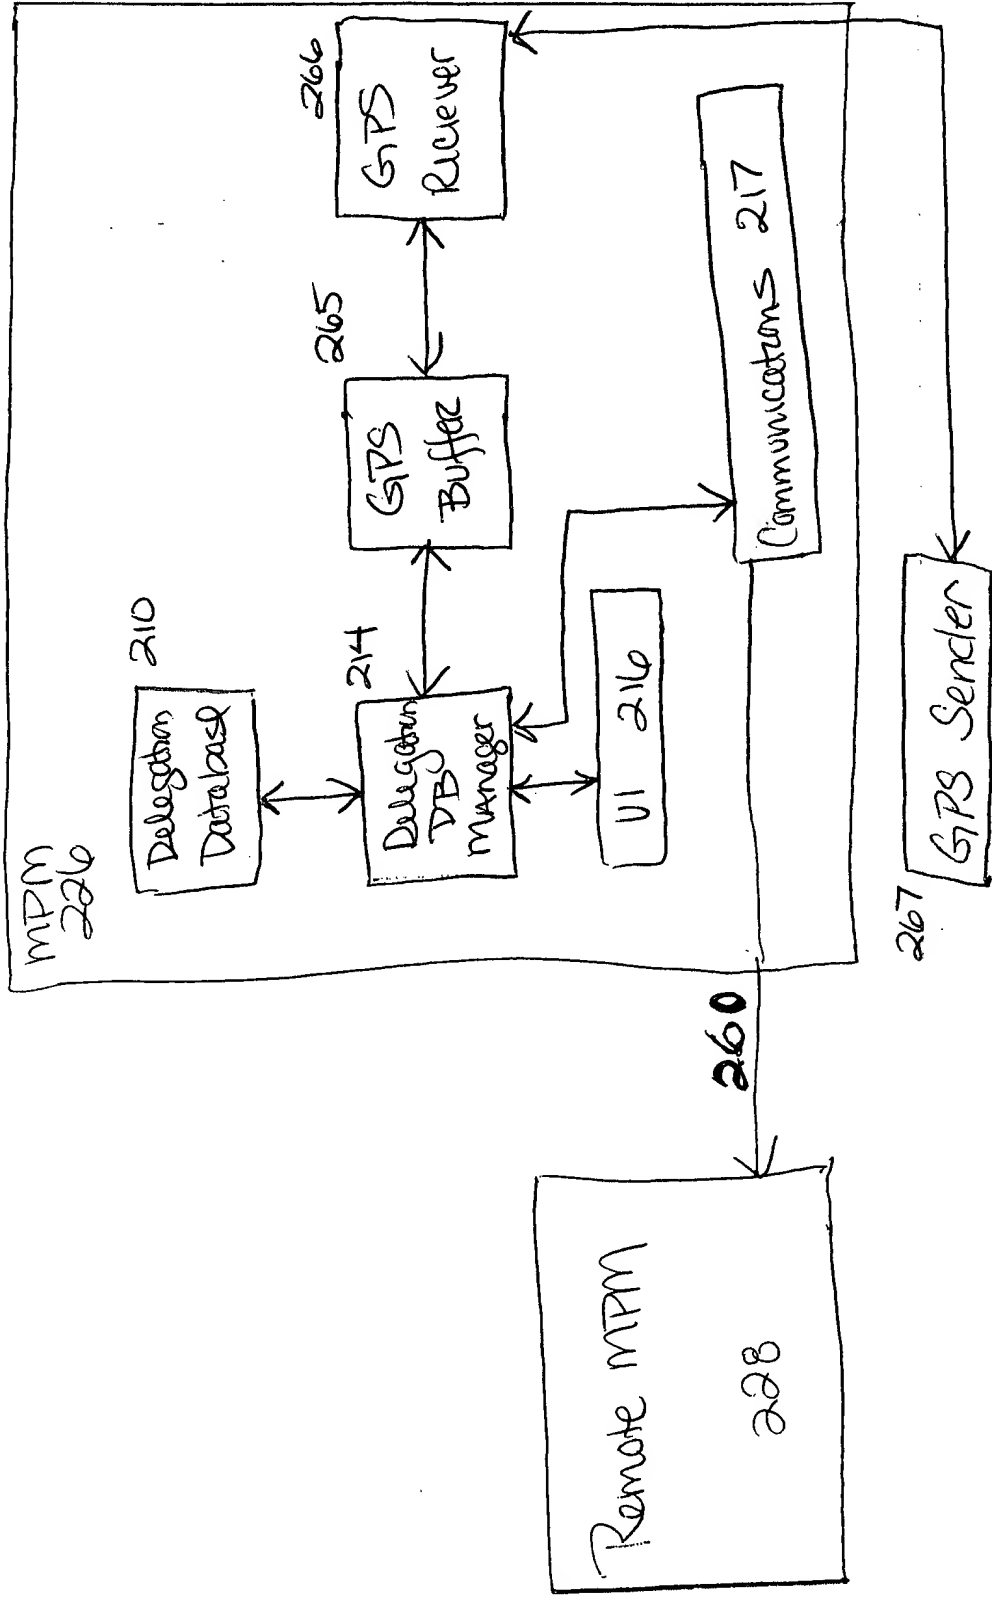 MPM
226
Delegation
Database
210
Delegation
DB
MANager
214
GPS
Buffer
265
GPS
Riciever
266
UI 216
Communications 217
260
Remote MPM
228
GPS Sender
267